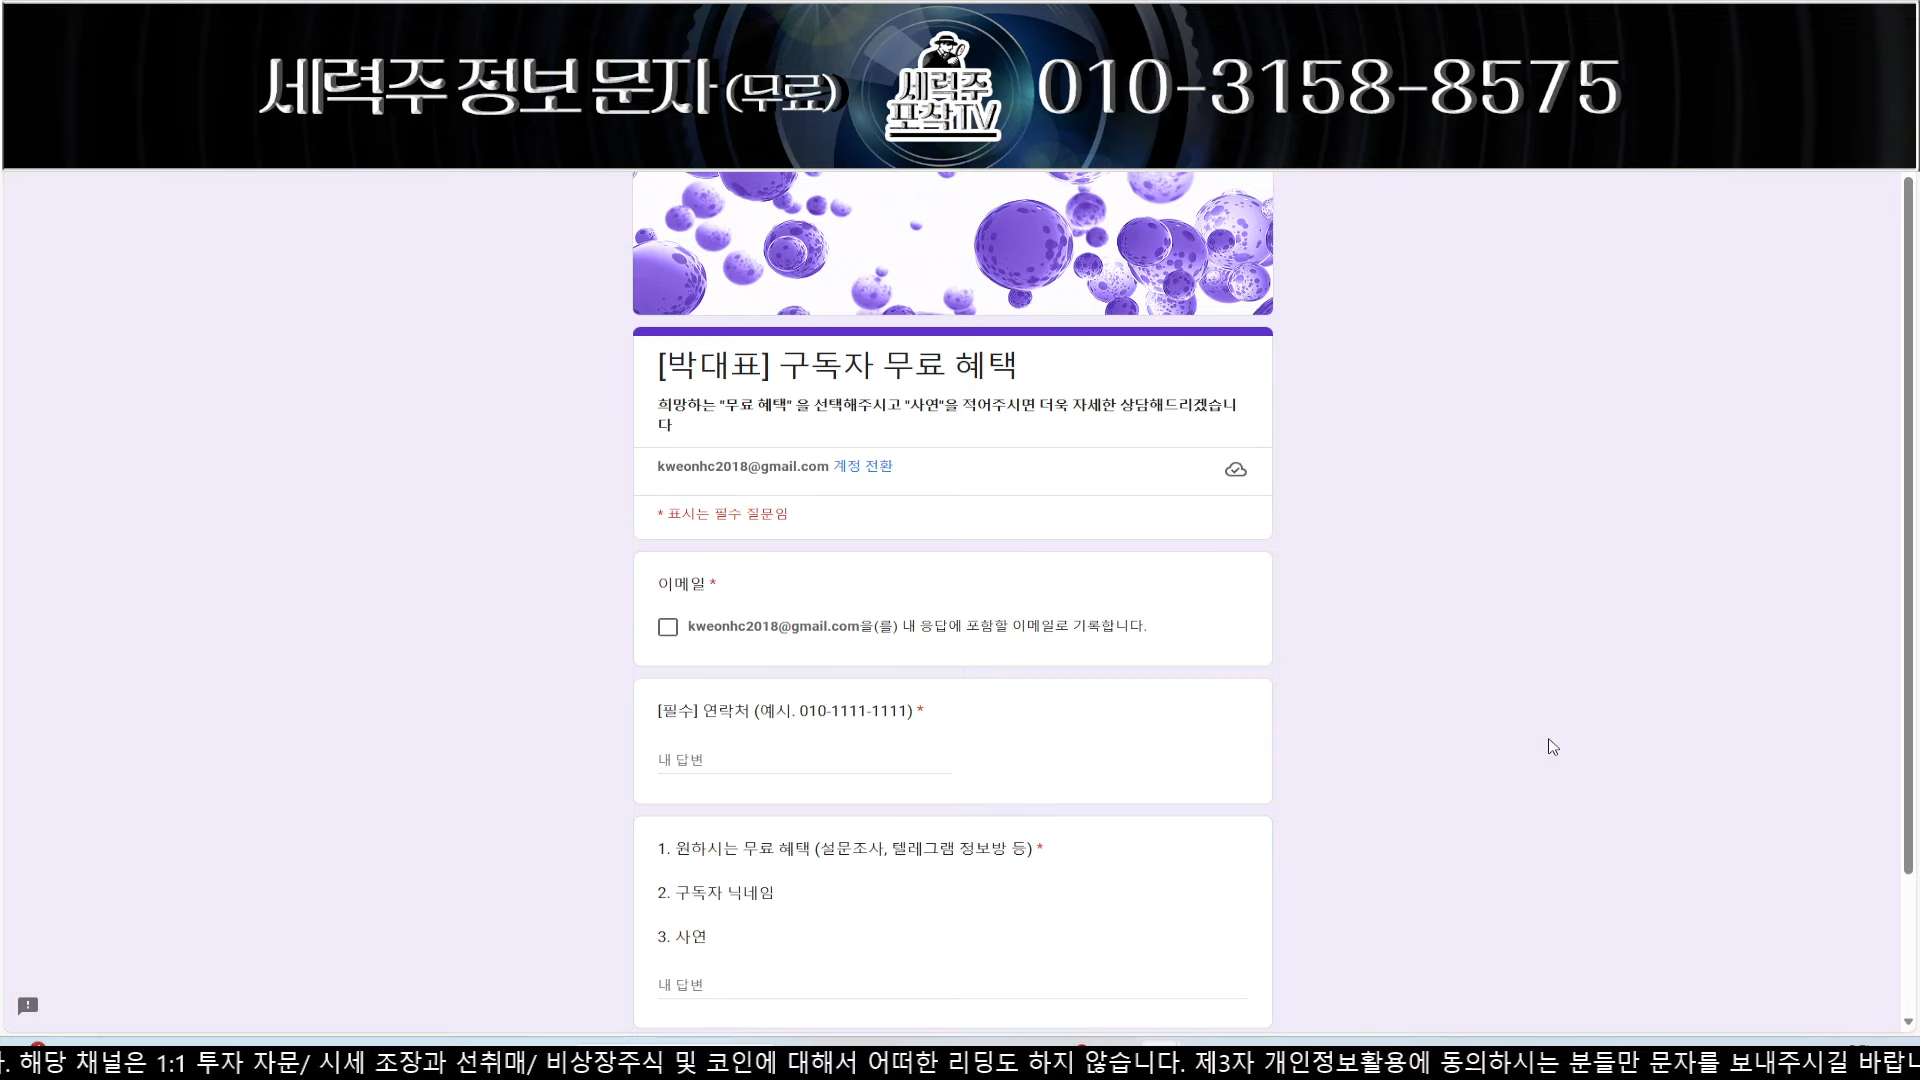 세력주 정보 문자 (무료)
세력주
포착TV
010-3158-8575
[박대표] 구독자 무료 혜택
희망하는 "무료 혜택" 을 선택해주시고 "사연"을 적어주시면 더욱 자세한 상담해드리겠습니
다
kweonhc2018@gmail.com 계정 전환
* 표시는 필수 질문임
이메일 *
kweonhc2018@gmail.com을(를) 내 응답에 포함할 이메일로 기록합니다.
[필수] 연락처 (예시. 010-1111-1111) *
내 답변
1. 원하시는 무료 혜택 (설문조사, 텔레그램 정보방 등) *
2. 구독자 닉네임
3. 사연
내 답변
. 해당 채널은 1:1 투자 자문/ 시세 조장과 선취매/ 비상장주식 및 코인에 대해서 어떠한 리딩도 하지 않습니다. 제3자 개인정보활용에 동의하시는 분들만 문자를 보내주시길 바랍니